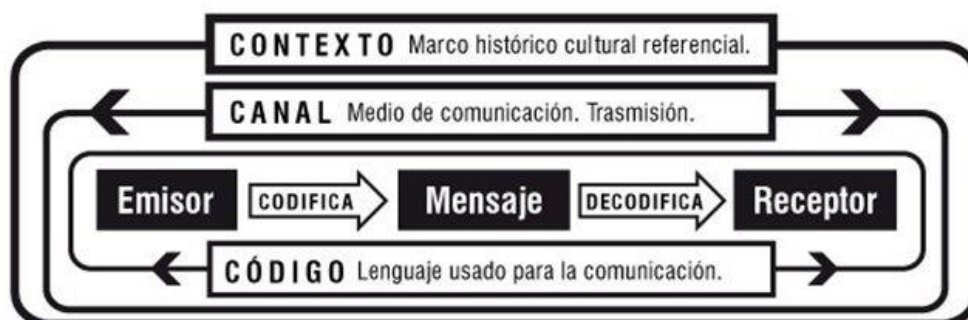 CONTEXTO Marco histórico cultural referencial.
CANAL Medio de comunicación. Trasmisión.
Emisor CODIFICA Mensaje DECODIFICA Receptor
CÓDIGO Lenguaje usado para la comunicación.